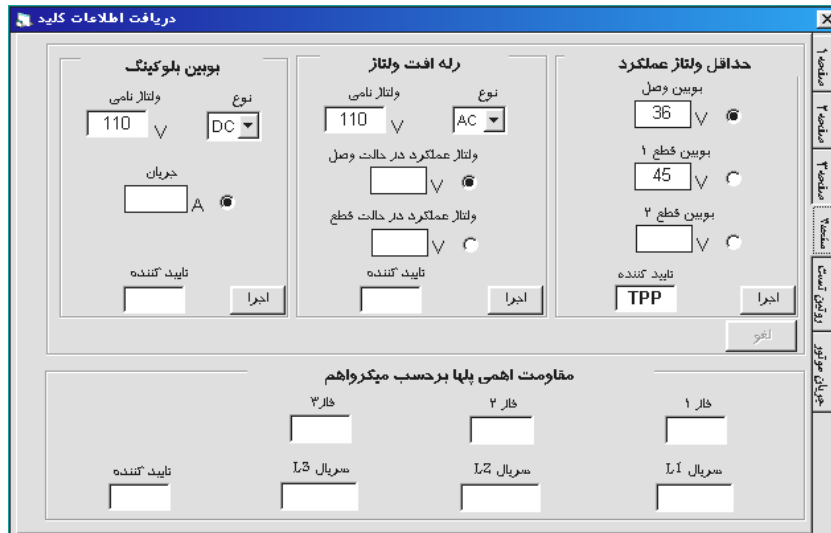 دریافت اطلاعات کلید
صفحه ۱
صفحه ۲
صفحه ۳
صفحه ۴
روتین تست
جریان موتور
حداقل ولتاژ عملکرد
بوبین وصل
36 V
بوبین قطع ۱
45 V
بوبین قطع ۲
V
تایید کننده
TPP
اجرا
رله افت ولتاژ
نوع
ولتاژ نامی
AC
110 V
ولتاژ عملکرد در حالت وصل
V
ولتاژ عملکرد در حالت قطع
V
تایید کننده
اجرا
بوبین بلوکینگ
نوع
ولتاژ نامی
DC
110 V
جریان
A
تایید کننده
اجرا
لغو
مقاومت اهمی پلها برحسب میکرواهم
فاز ۱
فاز ۲
فاز۳
سریال L1
سریال L2
سریال L3
تایید کننده